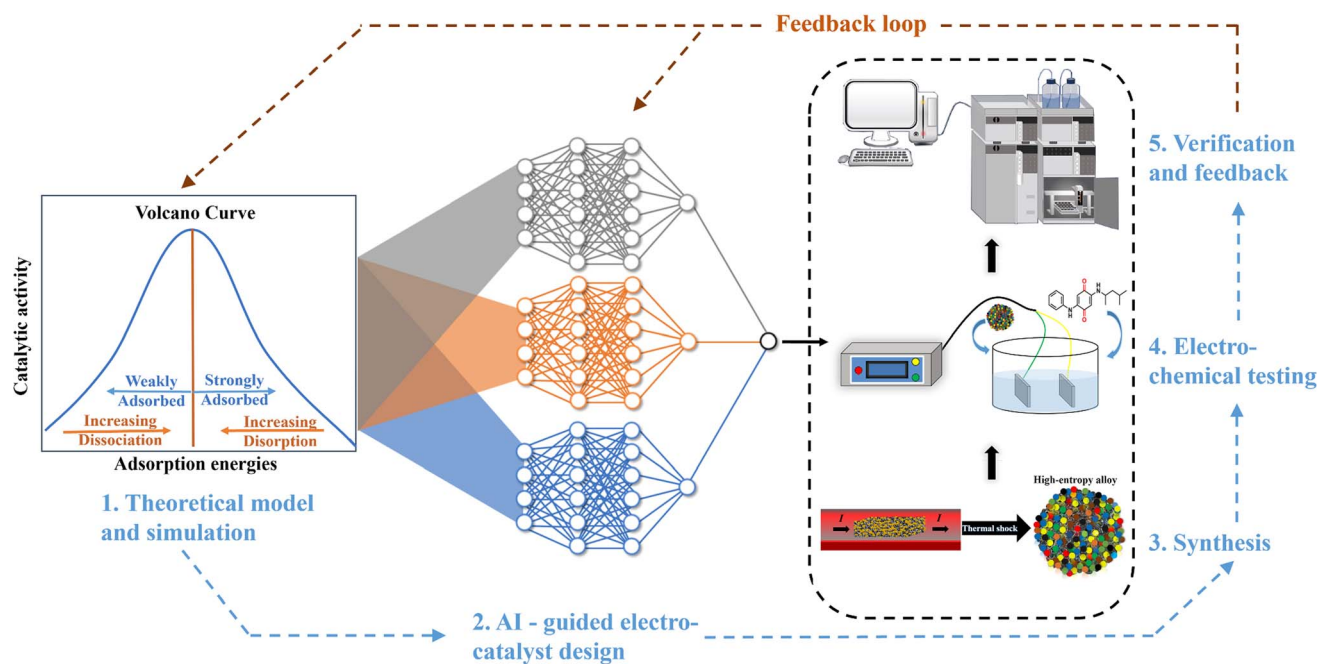 Feedback loop
Volcano Curve
Catalytic activity
Weakly
Adsorbed
Strongly
Adsorbed
Increasing
Dissociation
Increasing
Disorption
Adsorption energies
1. Theoretical model
and simulation
2. AI - guided electro-
catalyst design
5. Verification
and feedback
H
N
O
O
N
H
4. Electro-
chemical testing
High-entropy alloy
I
I
Thermal shock
3. Synthesis